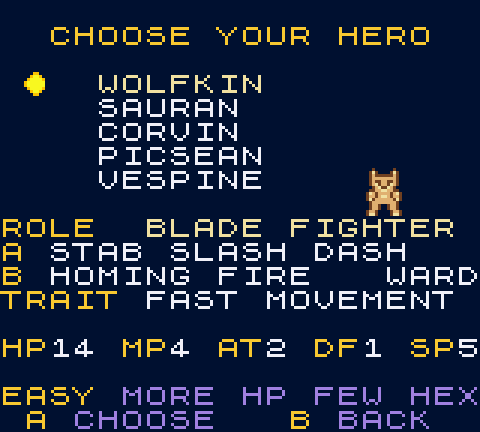 CHOOSE YOUR HERO
WOLFKIN
SAURAN
CORVIN
PICSEAN
VESPINE
ROLE BLADE FIGHTER
A STAB SLASH DASH
B HOMING FIRE WARD
TRAIT FAST MOVEMENT
HP14 MP4 AT2 DF1 SP5
EASY MORE HP FEW HEX
A CHOOSE B BACK